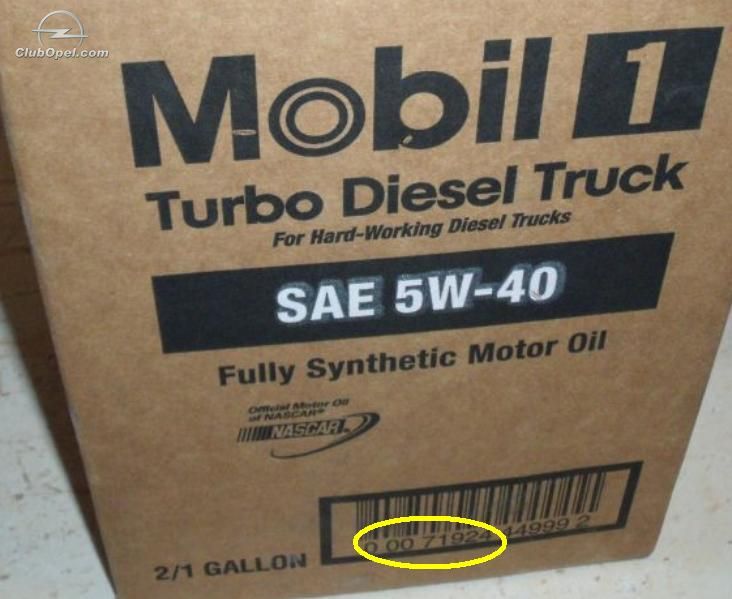 ClubOpel.com
Mobil 1
Turbo Diesel Truck
For Hard-Working Diesel Trucks
SAE 5W-40
Fully Synthetic Motor Oil
Official Motor Oil
of NASCAR®
NASCAR
0 00 71924 44999 2
2/1 GALLON